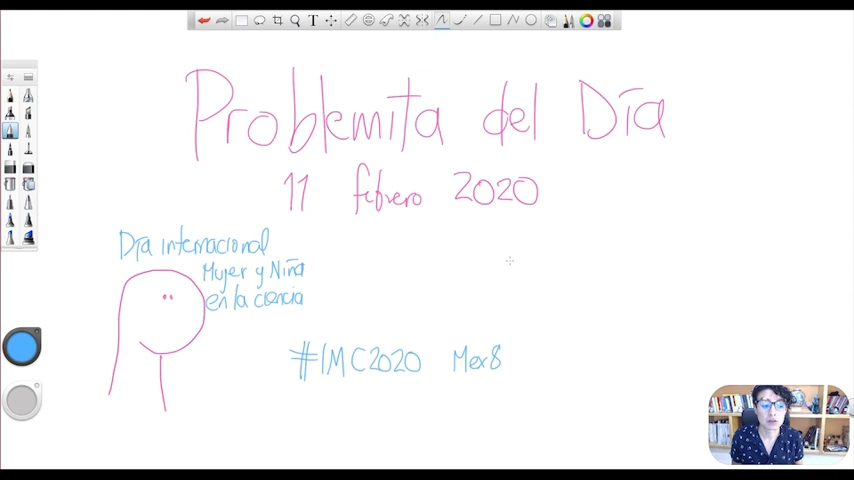 Problemita del Día
11 febrero 2020
Día internacional
Mujer y Niña
en la ciencia
#IMC2020 Mex8